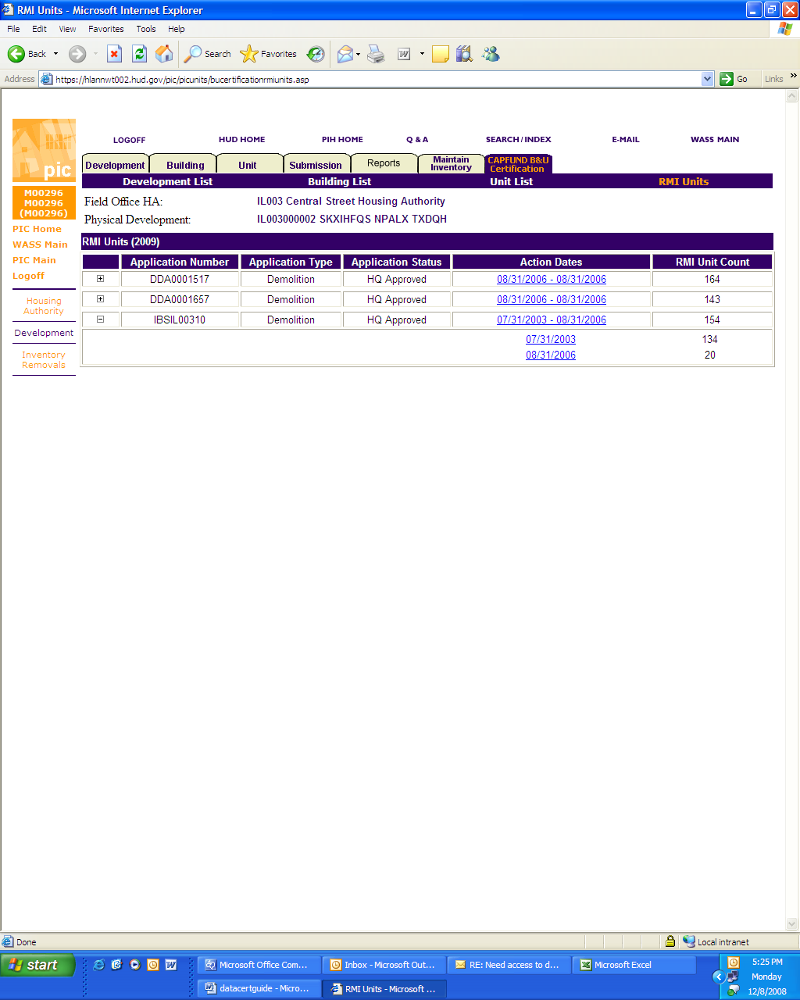 RMI Units - Microsoft Internet Explorer
File Edit View Favorites Tools Help
Back Search Favorites
Address https://hlannwt002.hud.gov/pic/picunits/bucertificationrmiunits.asp Go Links »
pic
LOGOFF HUD HOME PIH HOME Q & A SEARCH / INDEX E-MAIL WASS MAIN
Development Building Unit Submission Reports Maintain Inventory CAPFUND B&U Certification
Development List Building List Unit List RMI Units
M00296
M00296
(M00296)
PIC Home
WASS Main
PIC Main
Logoff
Housing
Authority
Development
Inventory
Removals
Field Office HA: IL003 Central Street Housing Authority
Physical Development: IL003000002 SKXIHFQS NPALX TXDQH
RMI Units (2009)
Application Number Application Type Application Status Action Dates RMI Unit Count
DDA0001517 Demolition HQ Approved 08/31/2006 - 08/31/2006 164
DDA0001657 Demolition HQ Approved 08/31/2006 - 08/31/2006 143
IBSIL00310 Demolition HQ Approved 07/31/2003 - 08/31/2006 154
07/31/2003 134
08/31/2006 20
Done Local intranet
start Microsoft Office Com... Inbox - Microsoft Out... RE: Need access to d... Microsoft Excel 5:25 PM
Monday
datacertguide - Micro... RMI Units - Microsoft ... 12/8/2008